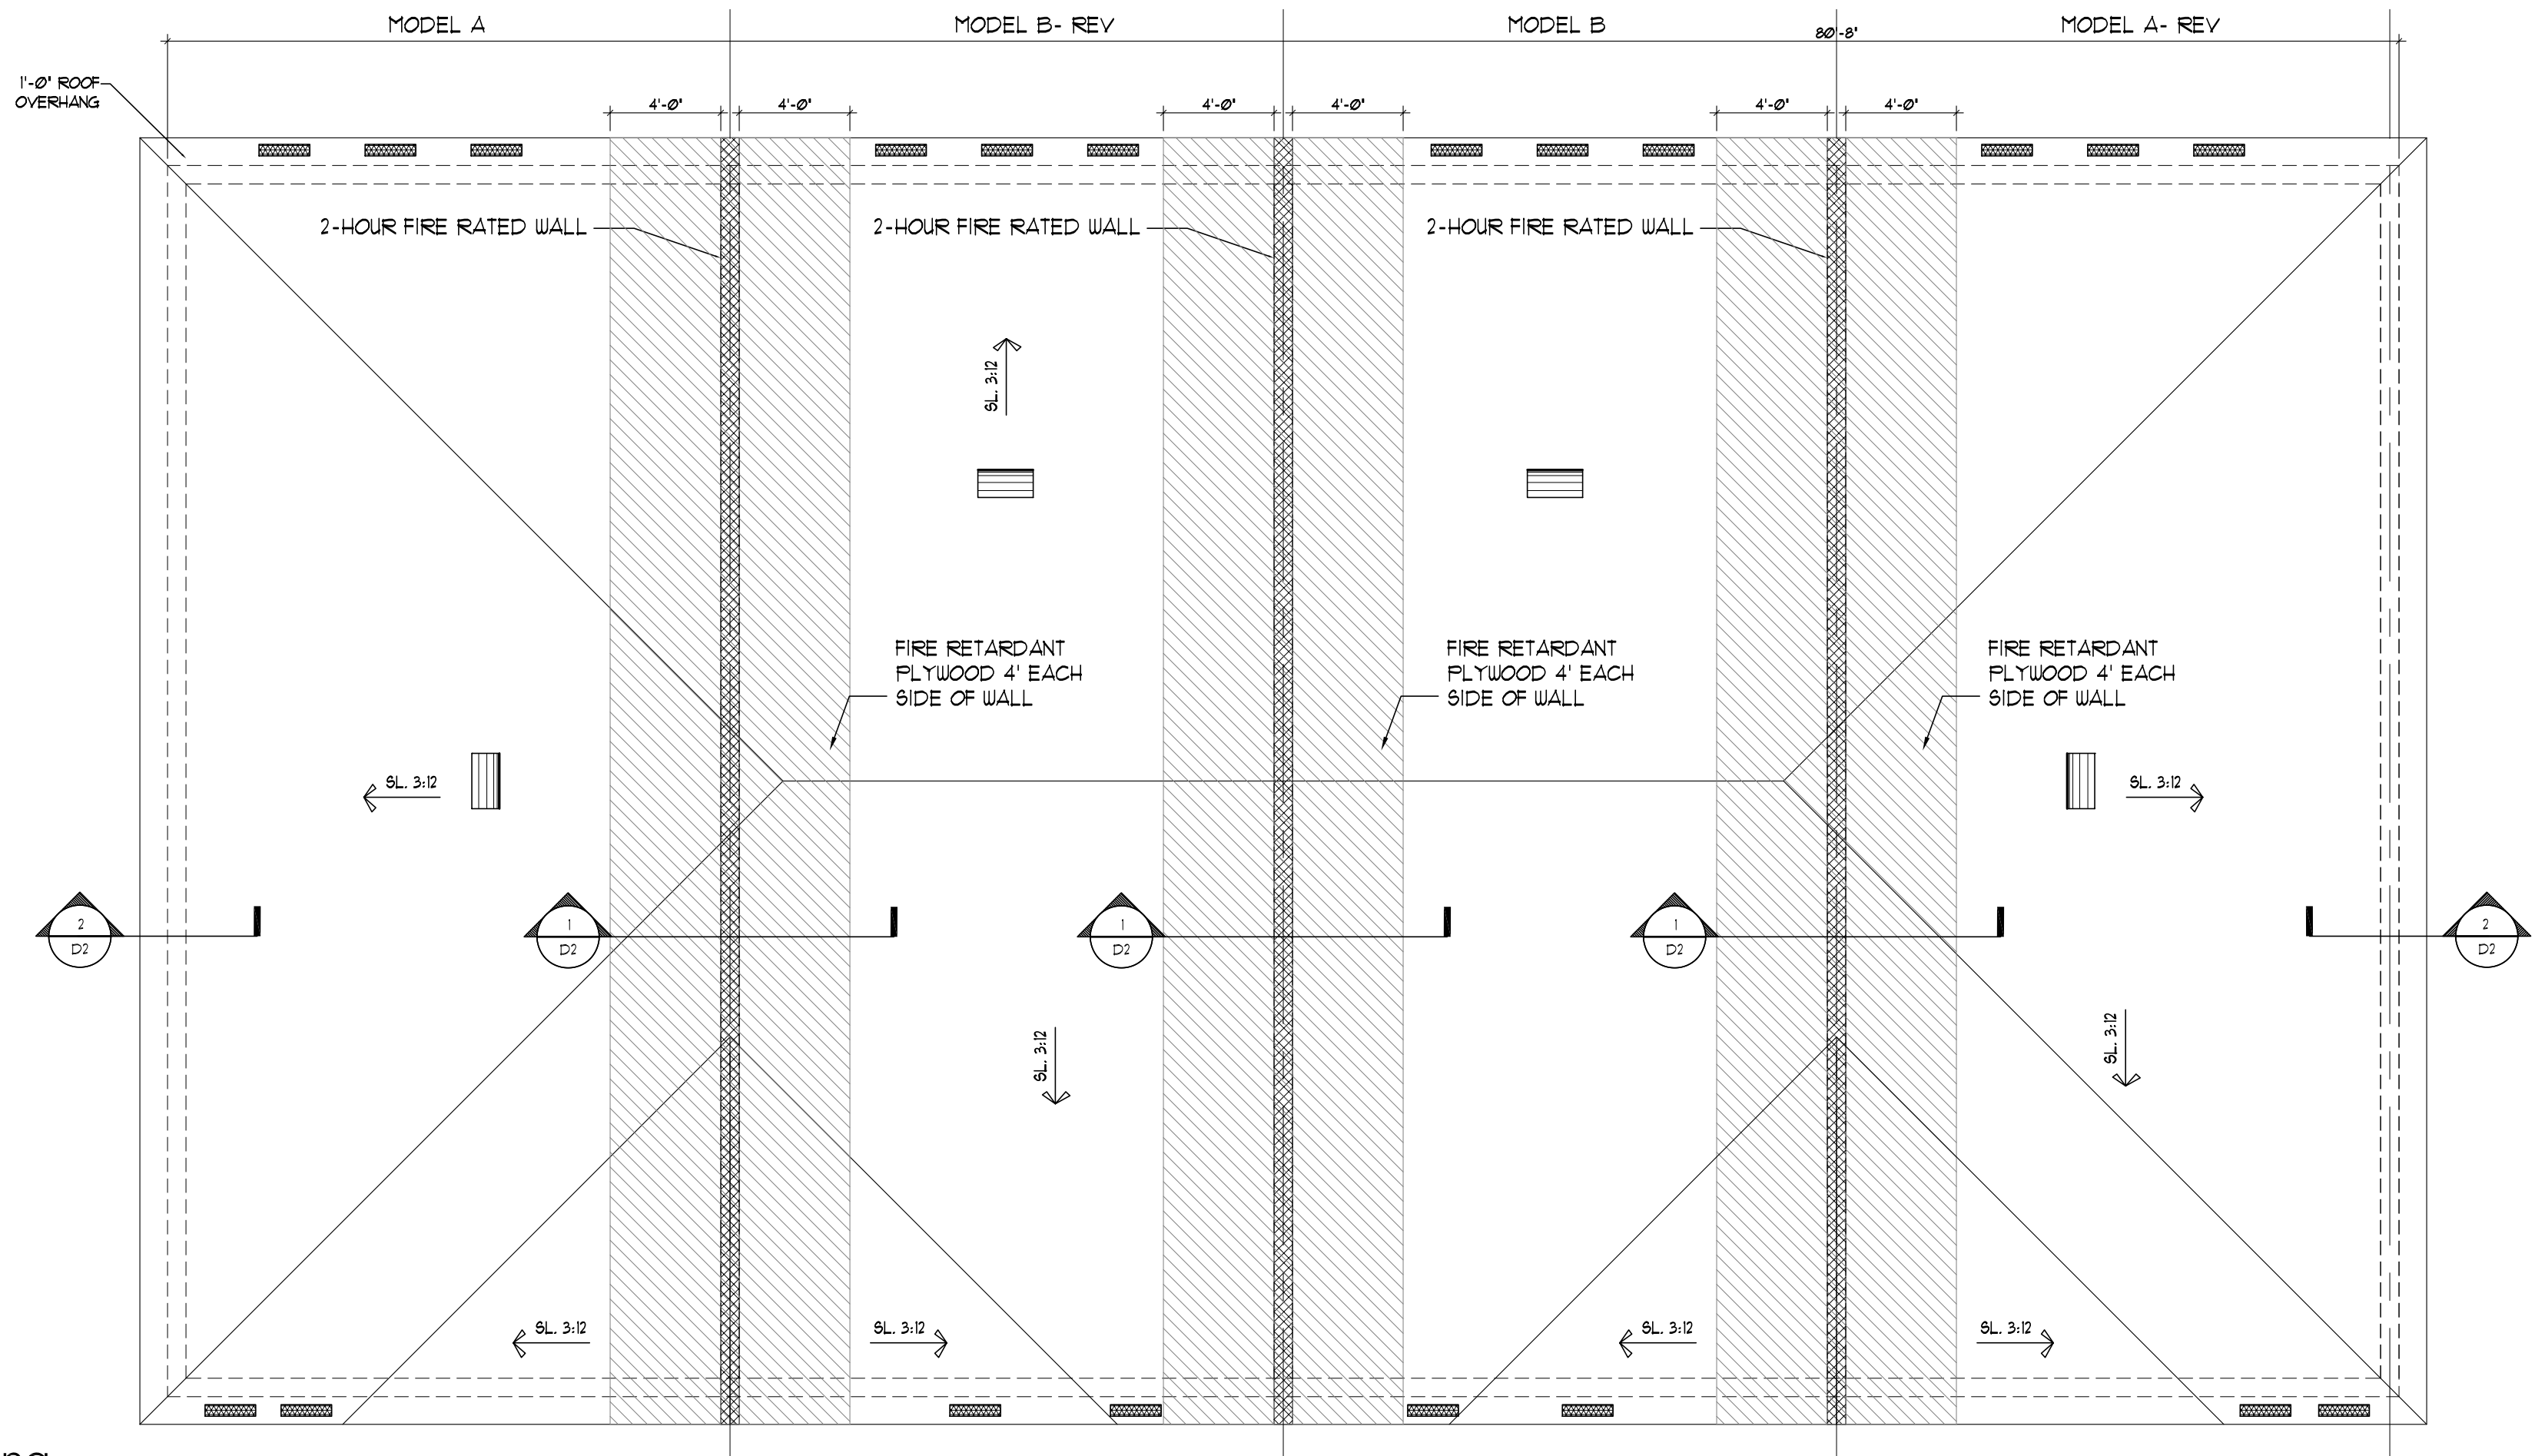 MODEL A
MODEL B- REV
MODEL B
MODEL A- REV
80'-8"
1'-0" ROOF
OVERHANG
4'-0"
4'-0"
4'-0"
4'-0"
4'-0"
4'-0"
2-HOUR FIRE RATED WALL
2-HOUR FIRE RATED WALL
2-HOUR FIRE RATED WALL
SL. 3:12
FIRE RETARDANT
PLYWOOD 4' EACH
SIDE OF WALL
FIRE RETARDANT
PLYWOOD 4' EACH
SIDE OF WALL
FIRE RETARDANT
PLYWOOD 4' EACH
SIDE OF WALL
SL. 3:12
SL. 3:12
2
D2
1
D2
1
D2
1
D2
2
D2
SL. 3:12
SL. 3:12
SL. 3:12
SL. 3:12
SL. 3:12
SL. 3:12